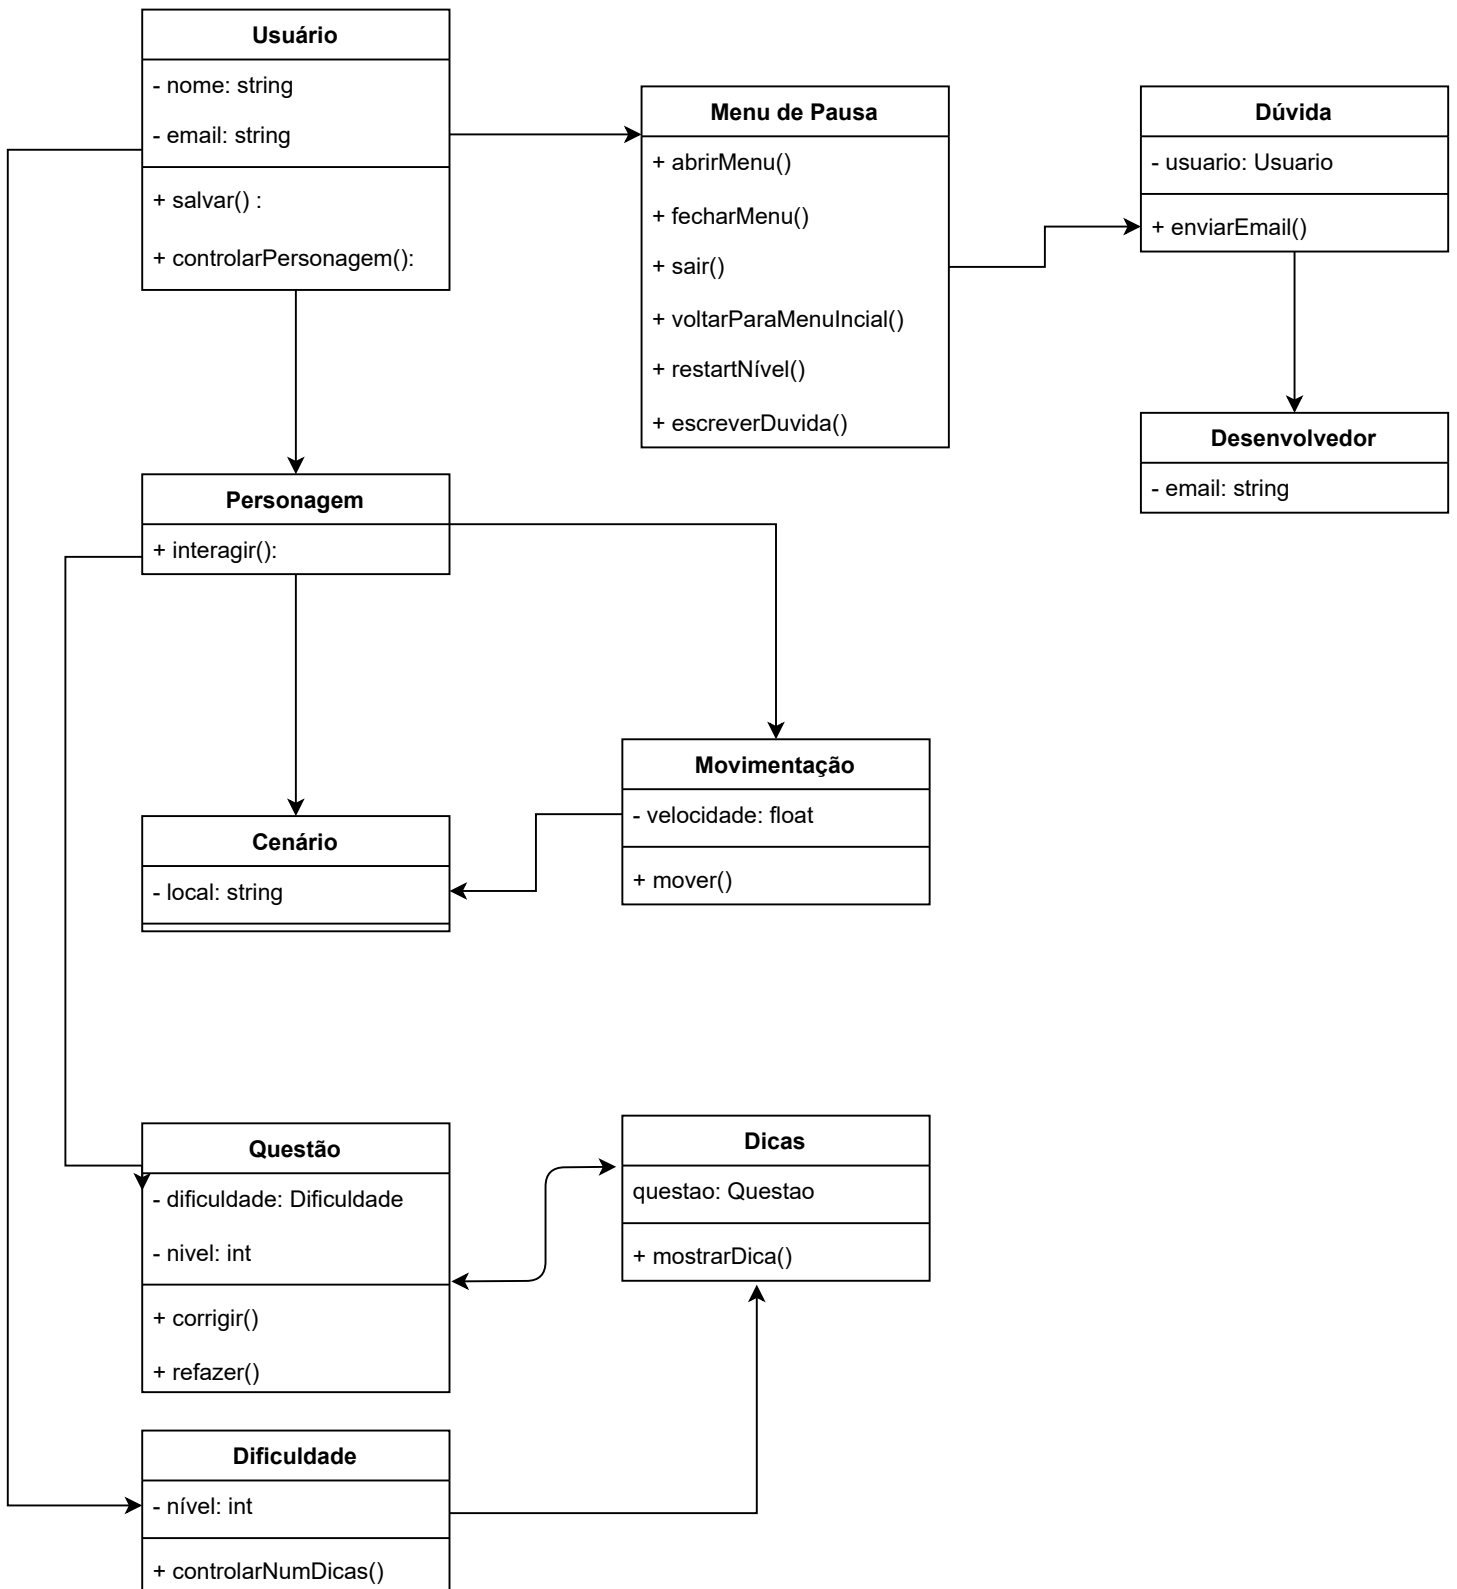 Usuário
- nome: string
- email: string
+ salvar() :
+ controlarPersonagem():
Menu de Pausa
+ abrirMenu()
+ fecharMenu()
+ sair()
+ voltarParaMenuIncial()
+ restartNível()
+ escreverDuvida()
Dúvida
- usuario: Usuario
+ enviarEmail()
Desenvolvedor
- email: string
Personagem
+ interagir():
Movimentação
- velocidade: float
+ mover()
Cenário
- local: string
Questão
- dificuldade: Dificuldade
- nivel: int
+ corrigir()
+ refazer()
Dicas
questao: Questao
+ mostrarDica()
Dificuldade
- nível: int
+ controlarNumDicas()